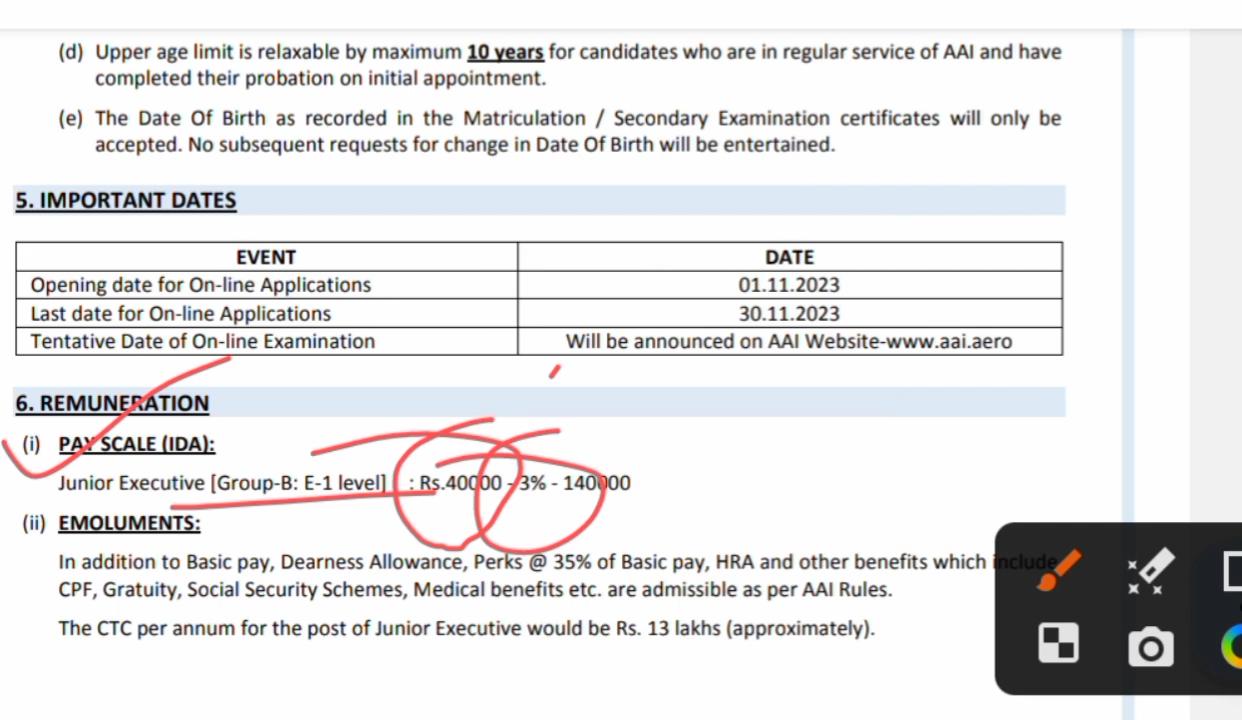 (d) Upper age limit is relaxable by maximum 10 years for candidates who are in regular service of AAI and have
completed their probation on initial appointment.
(e) The Date Of Birth as recorded in the Matriculation / Secondary Examination certificates will only be
accepted. No subsequent requests for change in Date Of Birth will be entertained.
5. IMPORTANT DATES
EVENT DATE
Opening date for On-line Applications 01.11.2023
Last date for On-line Applications 30.11.2023
Tentative Date of On-line Examination Will be announced on AAI Website-www.aai.aero
6. REMUNERATION
(i) PAY SCALE (IDA):
Junior Executive [Group-B: E-1 level] : Rs.40000 - 3% - 140000
(ii) EMOLUMENTS:
In addition to Basic pay, Dearness Allowance, Perks @ 35% of Basic pay, HRA and other benefits which include
CPF, Gratuity, Social Security Schemes, Medical benefits etc. are admissible as per AAI Rules.
The CTC per annum for the post of Junior Executive would be Rs. 13 lakhs (approximately).